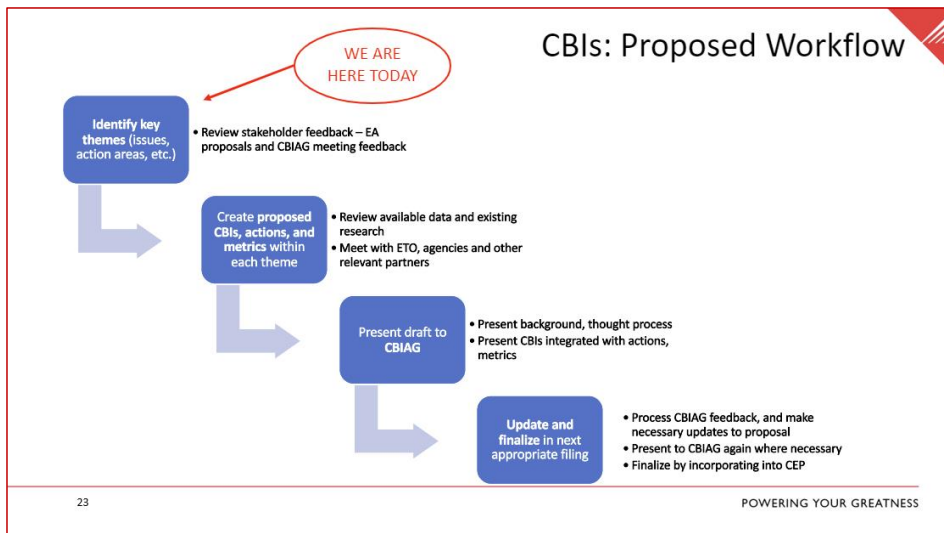 CBIs: Proposed Workflow
WE ARE
HERE TODAY
Identify key
themes (issues,
action areas, etc.)
• Review stakeholder feedback – EA
proposals and CBIAG meeting feedback
Create proposed
CBIs, actions, and
metrics within
each theme
• Review available data and existing
research
• Meet with ETO, agencies and other
relevant partners
Present draft to
CBIAG
• Present background, thought process
• Present CBIs integrated with actions,
metrics
Update and
finalize in next
appropriate filing
• Process CBIAG feedback, and make
necessary updates to proposal
• Present to CBIAG again where necessary
• Finalize by incorporating into CEP
23
POWERING YOUR GREATNESS